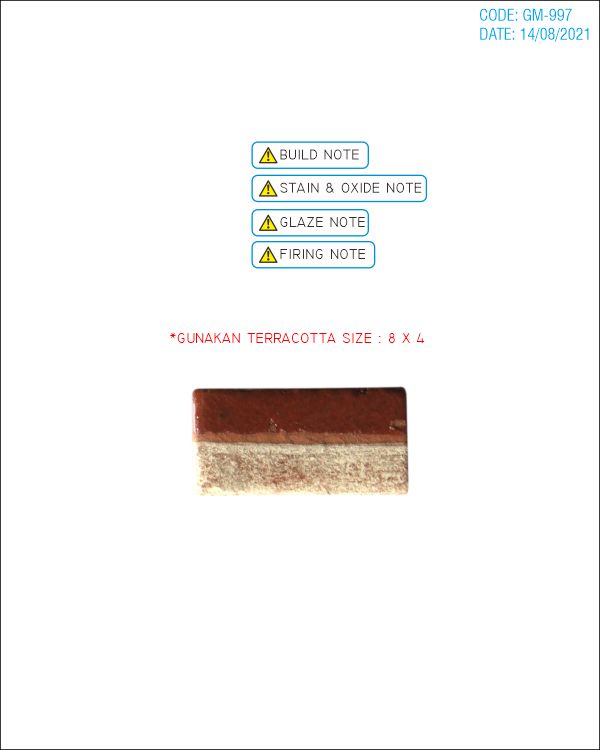 CODE: GM-997
DATE: 14/08/2021
BUILD NOTE
STAIN & OXIDE NOTE
GLAZE NOTE
FIRING NOTE
*GUNAKAN TERRACOTTA SIZE : 8 X 4